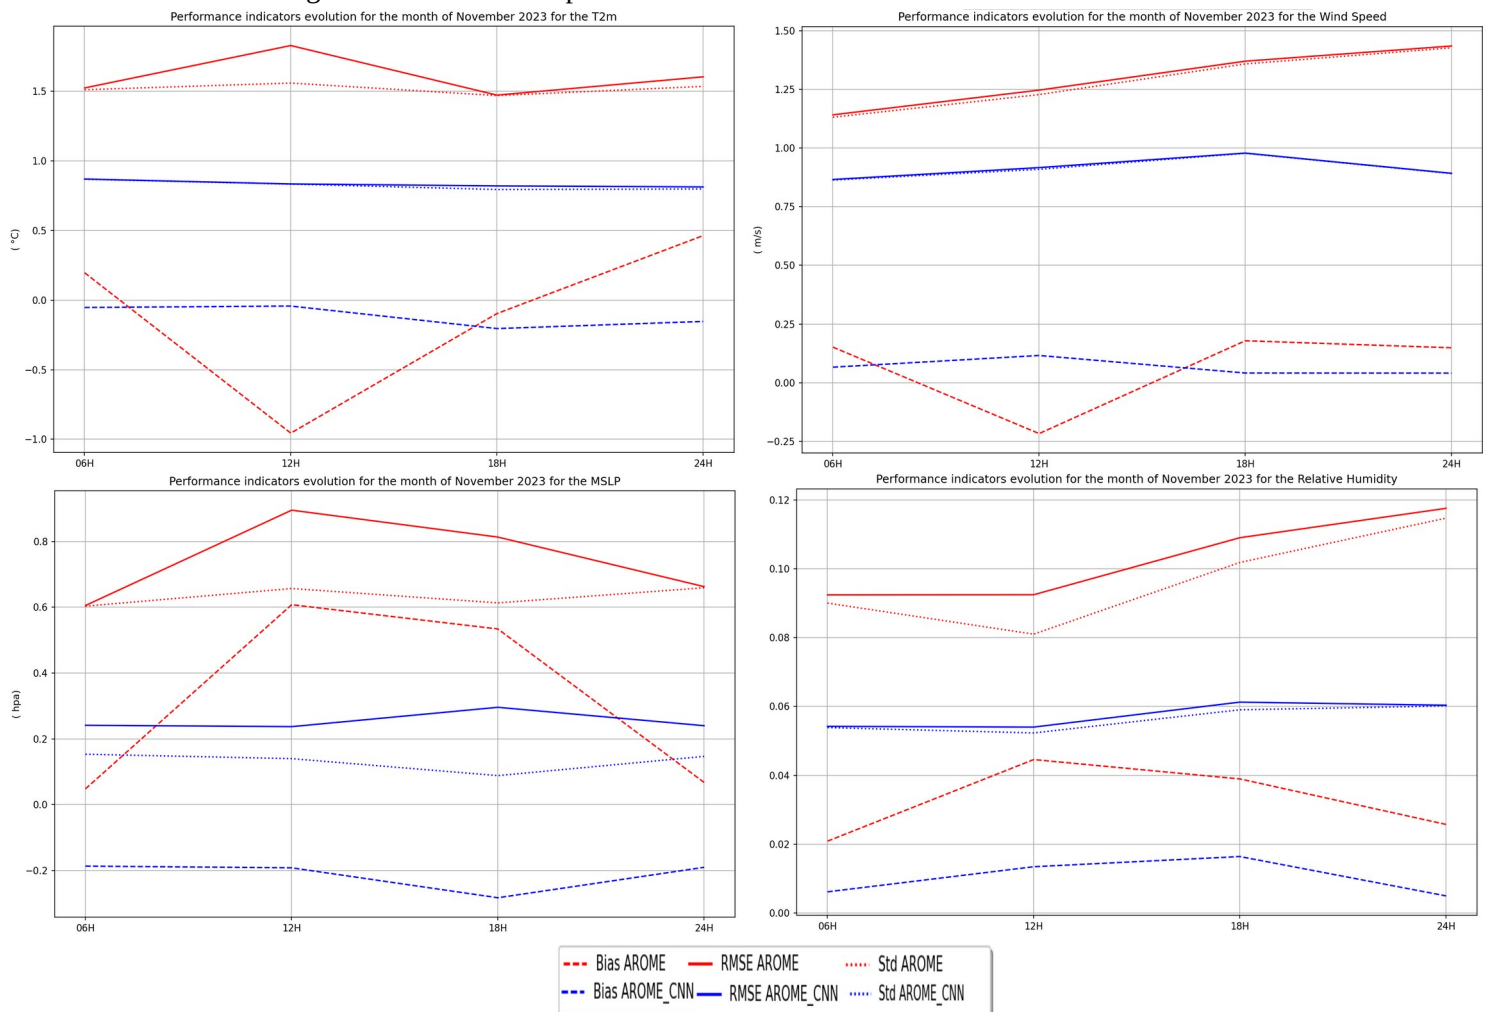 Performance indicators evolution for the month of November 2023 for the T2m
1.5
1.0
0.5
0.0
−0.5
−1.0
( °C)
06H 12H 18H 24H
Performance indicators evolution for the month of November 2023 for the Wind Speed
1.50
1.25
1.00
0.75
0.50
0.25
0.00
−0.25
( m/s)
06H 12H 18H 24H
Performance indicators evolution for the month of November 2023 for the MSLP
0.8
0.6
0.4
0.2
0.0
−0.2
( hpa)
06H 12H 18H 24H
Performance indicators evolution for the month of November 2023 for the Relative Humidity
0.12
0.10
0.08
0.06
0.04
0.02
0.00
06H 12H 18H 24H
Bias AROME RMSE AROME Std AROME
Bias AROME_CNN RMSE AROME_CNN Std AROME_CNN